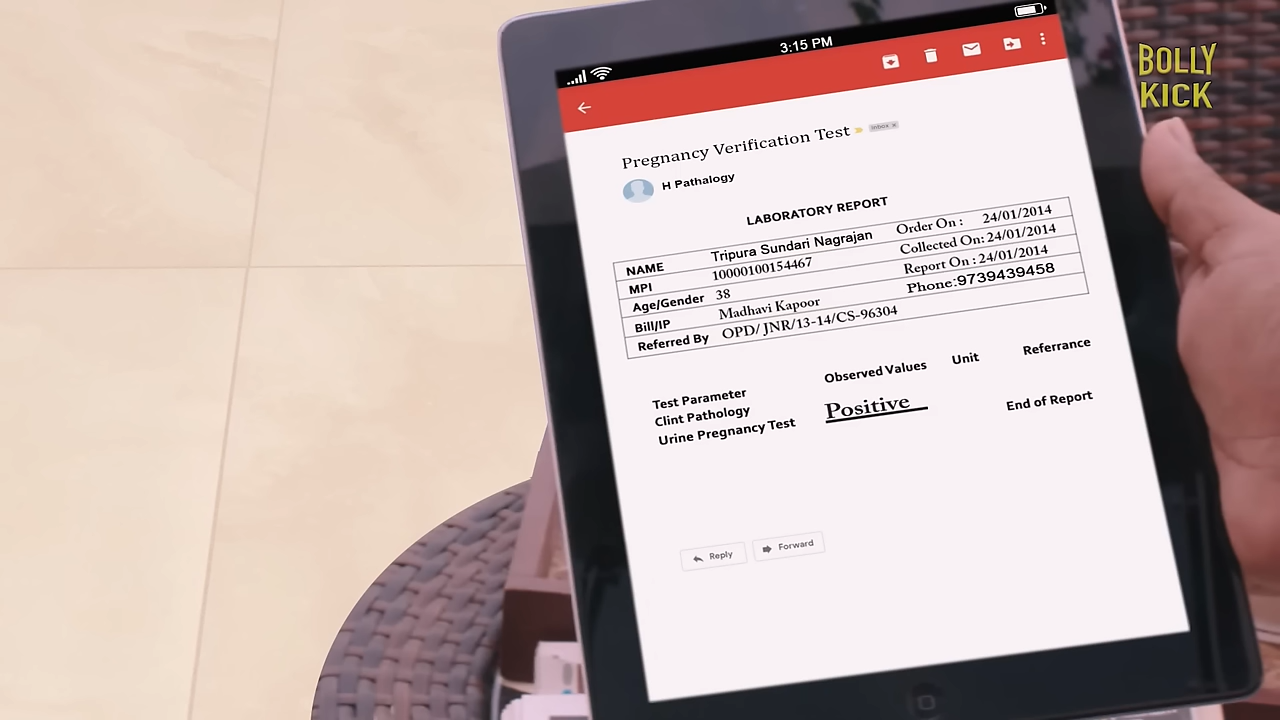 3:15 PM
BOLLY
KICK
Pregnancy Verification Test Inbox x
H Pathalogy
LABORATORY REPORT
NAME Tripura Sundari Nagrajan Order On : 24/01/2014
MPI 10000100154467 Collected On: 24/01/2014
Age/Gender 38 Report On : 24/01/2014
Bill/IP Madhavi Kapoor Phone:9739439458
Referred By OPD/ JNR/13-14/CS-96304
Test Parameter Observed Values Unit Referrance
Clint Pathology
Urine Pregnancy Test Positive End of Report
Reply Forward